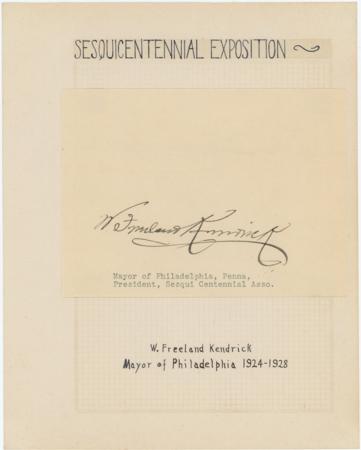 SESQUICENTENNIAL EXPOSITION
W. Freeland Kendrick
Mayor of Philadelphia, Penna,
President, Sesqui Centennial Asso.
W. Freeland Kendrick
Mayor of Philadelphia 1924-1928